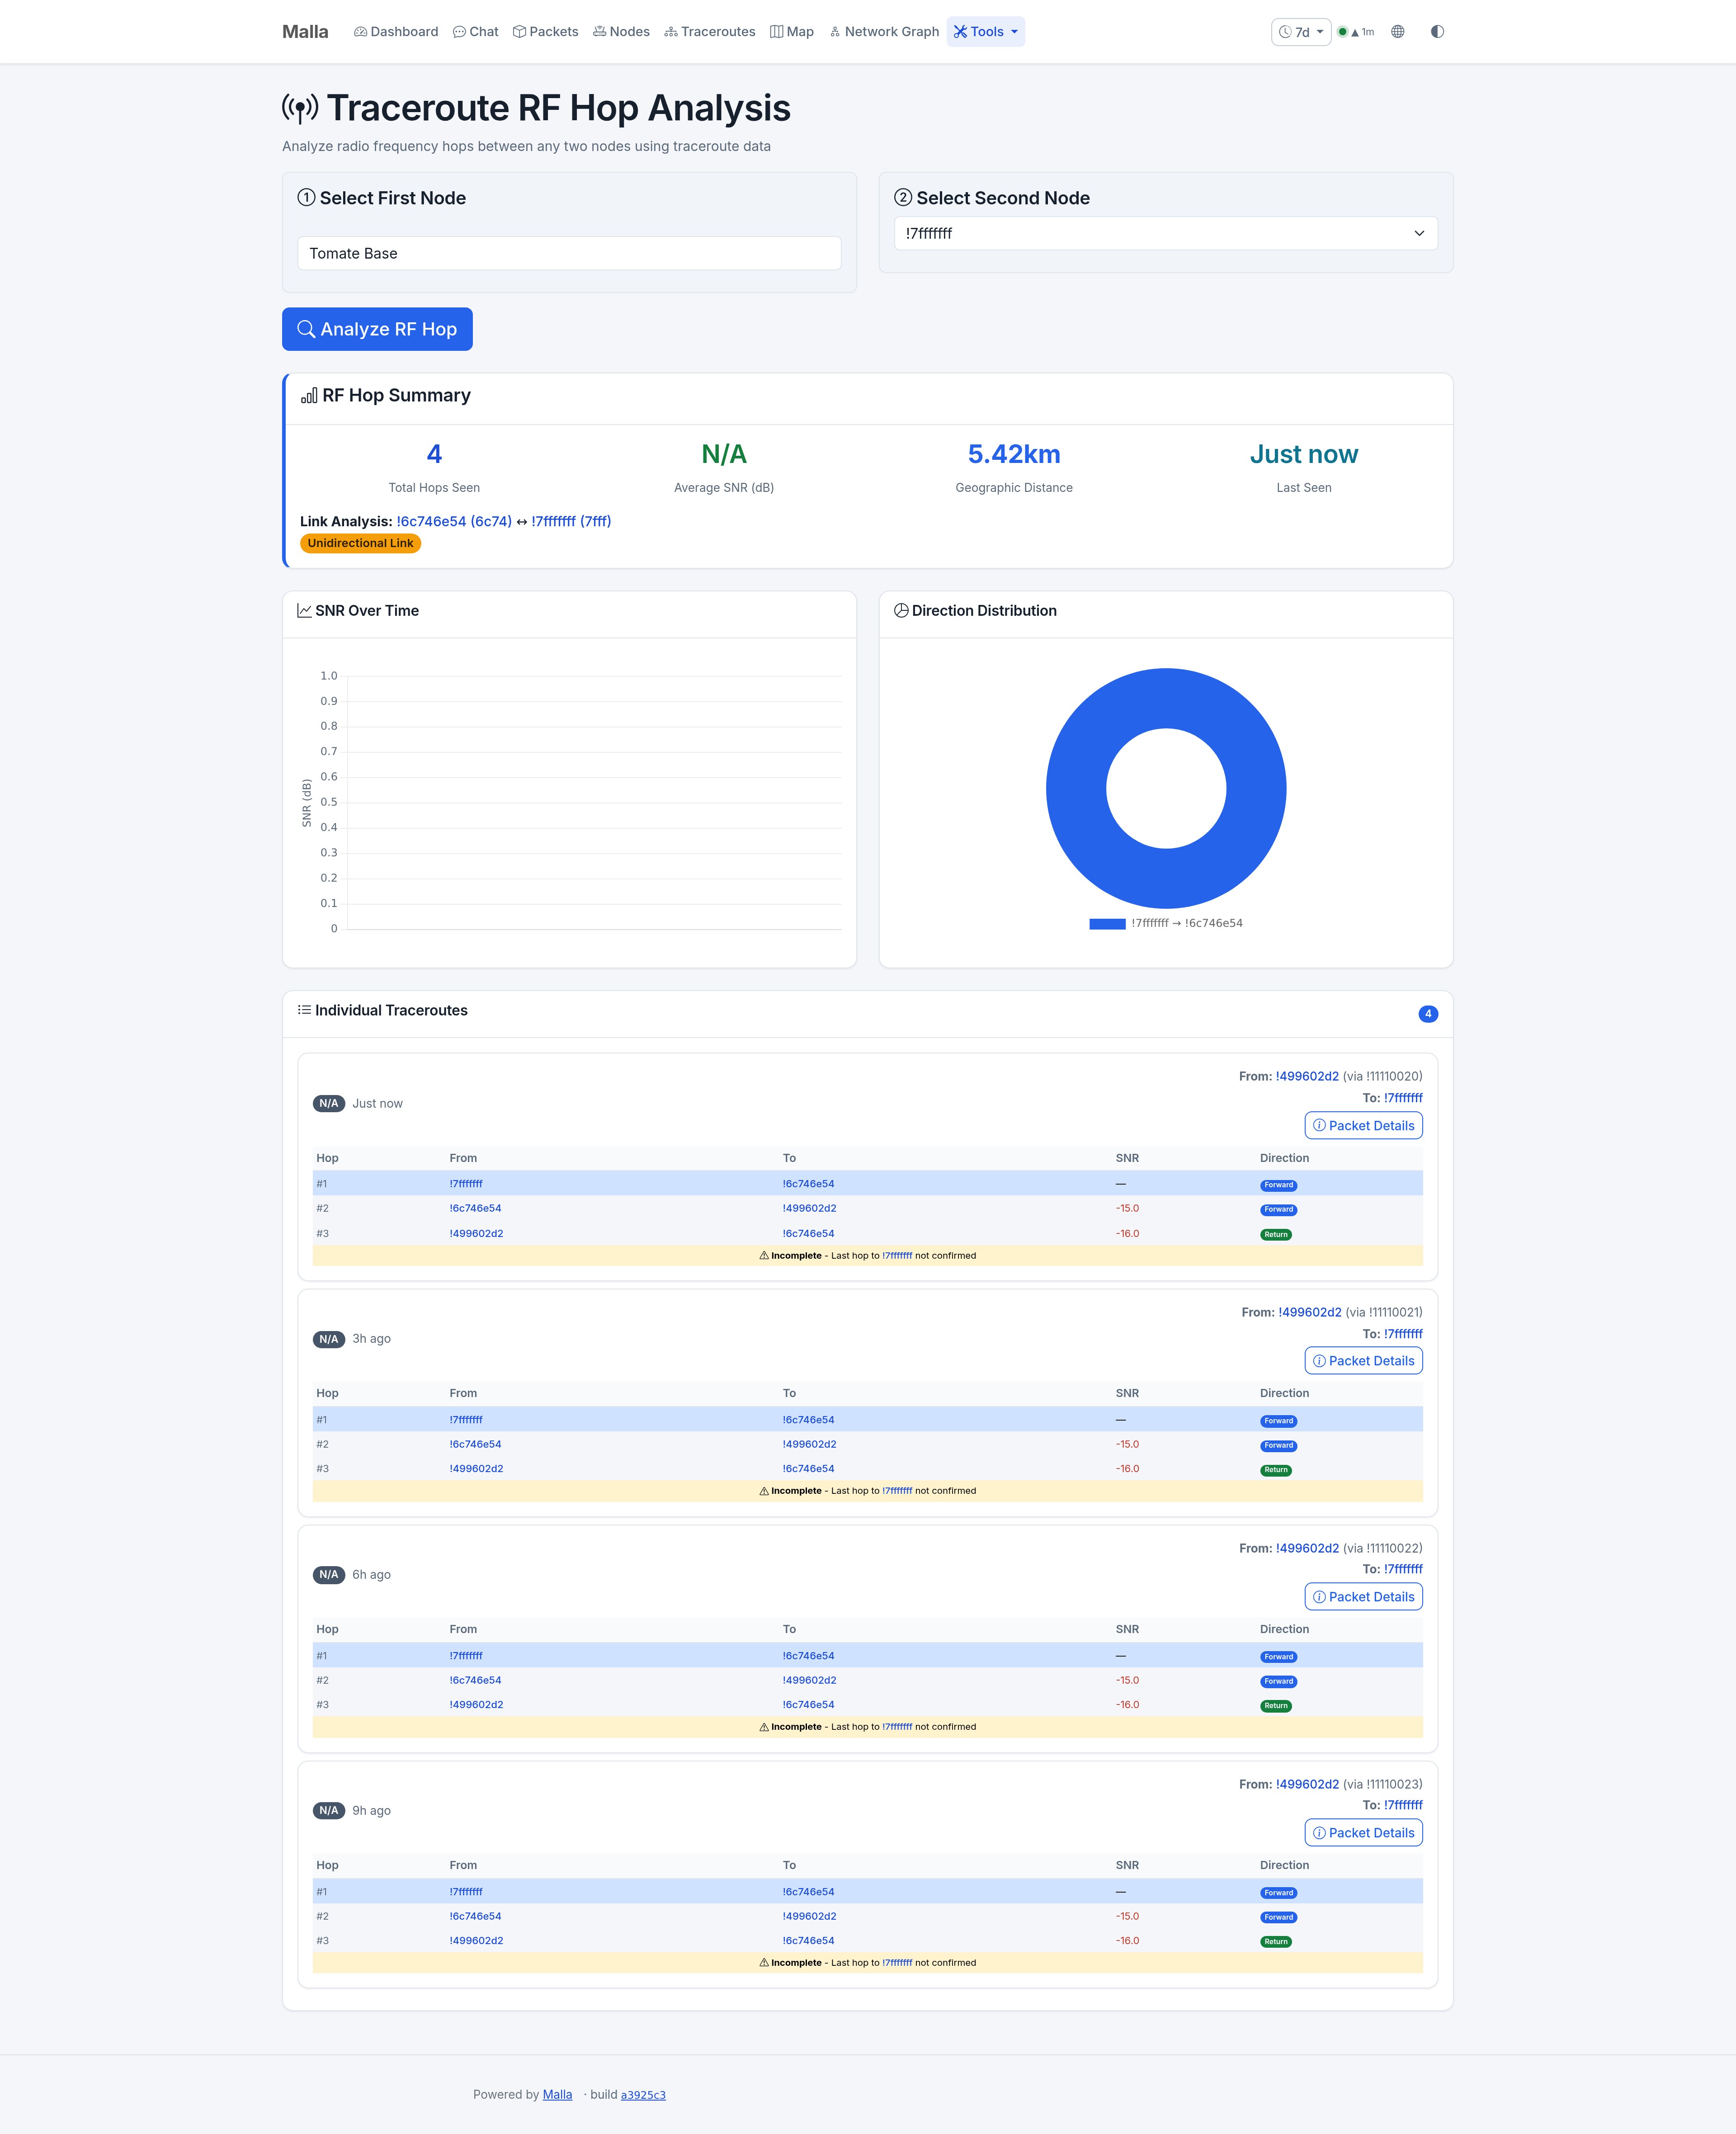 Malla Dashboard Chat Packets Nodes Traceroutes Map Network Graph Tools 7d ▲ 1m
Traceroute RF Hop Analysis
Analyze radio frequency hops between any two nodes using traceroute data
1 Select First Node
Tomate Base
2 Select Second Node
!7fffffff
Analyze RF Hop
RF Hop Summary
4 N/A 5.42km Just now
Total Hops Seen Average SNR (dB) Geographic Distance Last Seen
Link Analysis: !6c746e54 (6c74) ↔ !7fffffff (7fff)
Unidirectional Link
SNR Over Time
SNR (dB)
1.0
0.9
0.8
0.7
0.6
0.5
0.4
0.3
0.2
0.1
0
Direction Distribution
!7fffffff → !6c746e54
Individual Traceroutes 4
From: !499602d2 (via !11110020)
N/A Just now
To: !7fffffff
Packet Details
Hop From To SNR Direction
#1 !7fffffff !6c746e54 — Forward
#2 !6c746e54 !499602d2 -15.0 Forward
#3 !499602d2 !6c746e54 -16.0 Return
Incomplete - Last hop to !7fffffff not confirmed
From: !499602d2 (via !11110021)
N/A 3h ago
To: !7fffffff
Packet Details
Hop From To SNR Direction
#1 !7fffffff !6c746e54 — Forward
#2 !6c746e54 !499602d2 -15.0 Forward
#3 !499602d2 !6c746e54 -16.0 Return
Incomplete - Last hop to !7fffffff not confirmed
From: !499602d2 (via !11110022)
N/A 6h ago
To: !7fffffff
Packet Details
Hop From To SNR Direction
#1 !7fffffff !6c746e54 — Forward
#2 !6c746e54 !499602d2 -15.0 Forward
#3 !499602d2 !6c746e54 -16.0 Return
Incomplete - Last hop to !7fffffff not confirmed
From: !499602d2 (via !11110023)
N/A 9h ago
To: !7fffffff
Packet Details
Hop From To SNR Direction
#1 !7fffffff !6c746e54 — Forward
#2 !6c746e54 !499602d2 -15.0 Forward
#3 !499602d2 !6c746e54 -16.0 Return
Incomplete - Last hop to !7fffffff not confirmed
Powered by Malla · build a3925c3